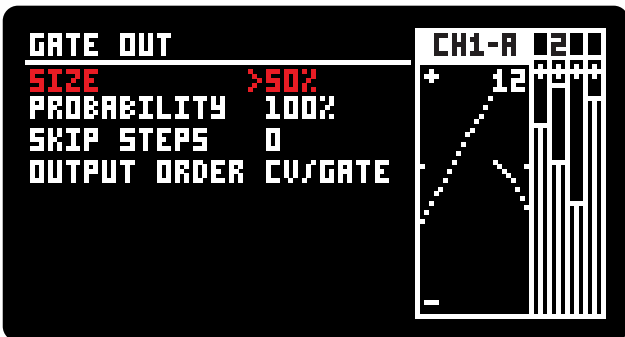 GATE OUT
SIZE >50%
PROBABILITY 100%
SKIP STEPS 0
OUTPUT ORDER CV/GATE
CH1-A 2
+ 12
-